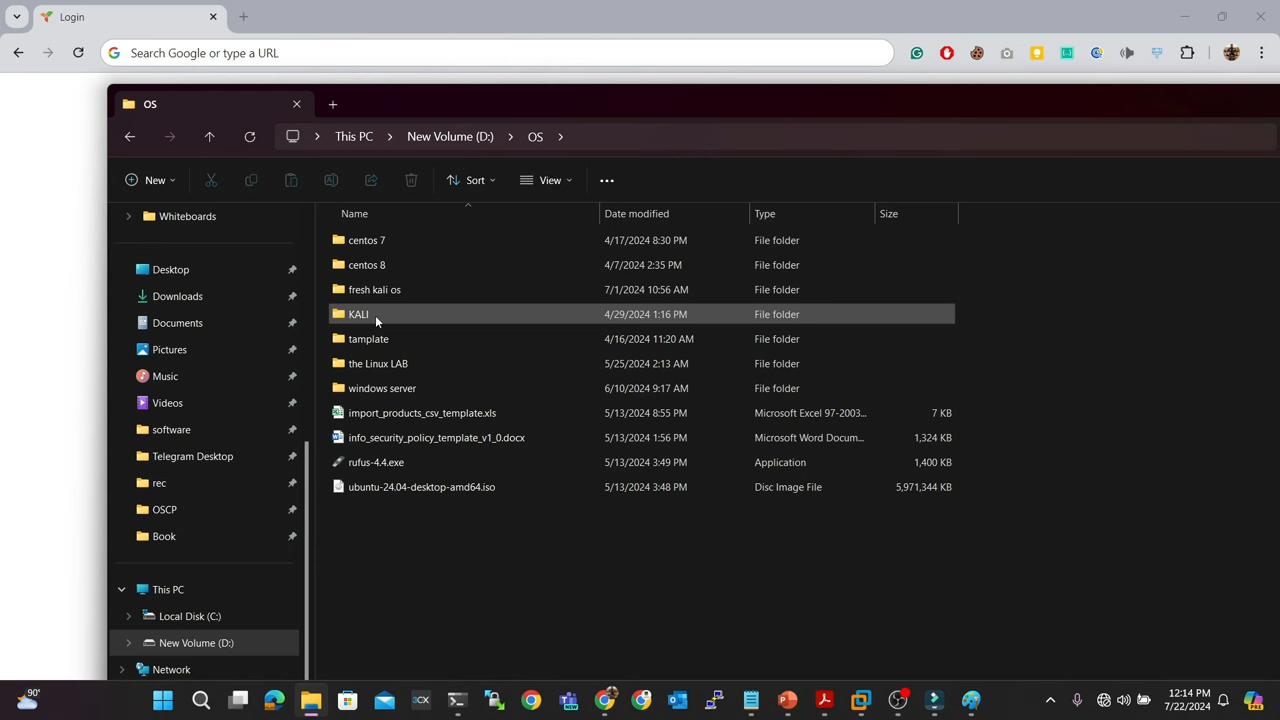 Login
Search Google or type a URL
OS
This PC
New Volume (D:)
OS
New
Sort
View
Name
Date modified
Type
Size
Whiteboards
Desktop
Downloads
Documents
Pictures
Music
Videos
software
Telegram Desktop
rec
OSCP
Book
This PC
Local Disk (C:)
New Volume (D:)
Network
centos 7 4/17/2024 8:30 PM File folder
centos 8 4/7/2024 2:35 PM File folder
fresh kali os 7/1/2024 10:56 AM File folder
KALI 4/29/2024 1:16 PM File folder
tamplate 4/16/2024 11:20 AM File folder
the Linux LAB 5/25/2024 2:13 AM File folder
windows server 6/10/2024 9:17 AM File folder
import_products_csv_template.xls 5/13/2024 8:55 PM Microsoft Excel 97-2003... 7 KB
info_security_policy_template_v1_0.docx 5/13/2024 1:56 PM Microsoft Word Docum... 1,324 KB
rufus-4.4.exe 5/13/2024 3:49 PM Application 1,400 KB
ubuntu-24.04-desktop-amd64.iso 5/13/2024 3:48 PM Disc Image File 5,971,344 KB
90°
3CX
NEW
12:14 PM
7/22/2024
PRE